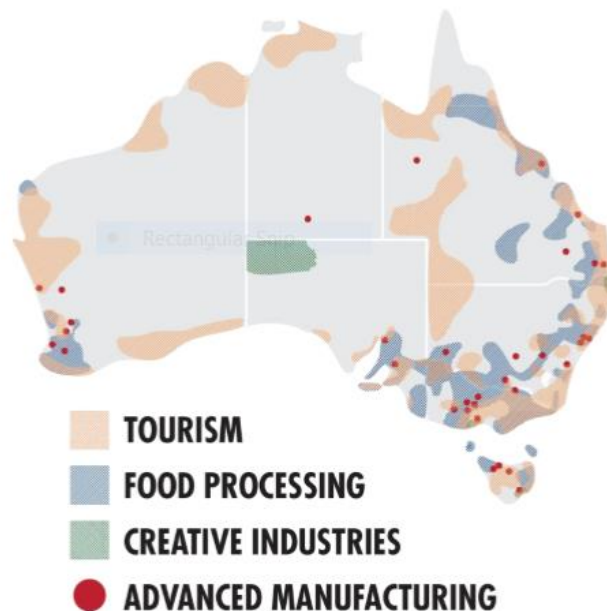 Rectangular Snip
TOURISM
FOOD PROCESSING
CREATIVE INDUSTRIES
ADVANCED MANUFACTURING